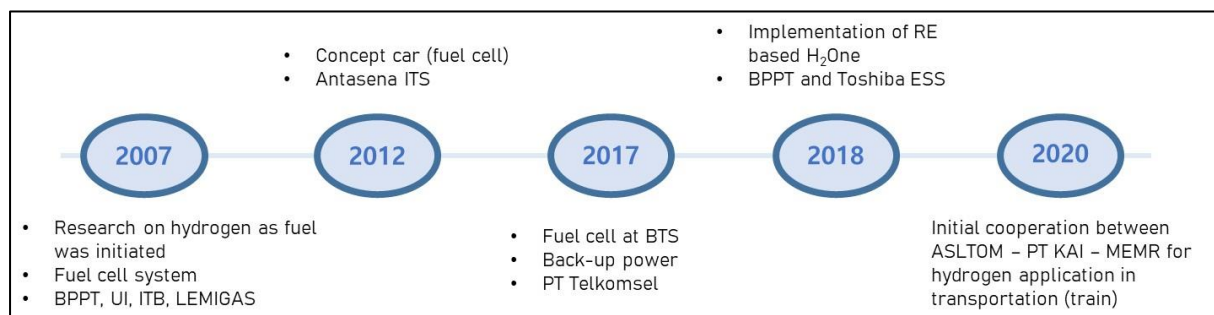 2007
• Research on hydrogen as fuel
was initiated
• Fuel cell system
• BPPT, UI, ITB, LEMIGAS
• Concept car (fuel cell)
• Antasena ITS
2012
2017
• Fuel cell at BTS
• Back-up power
• PT Telkomsel
• Implementation of RE
based H₂One
• BPPT and Toshiba ESS
2018
2020
Initial cooperation between
ASLTOM – PT KAI – MEMR for
hydrogen application in
transportation (train)